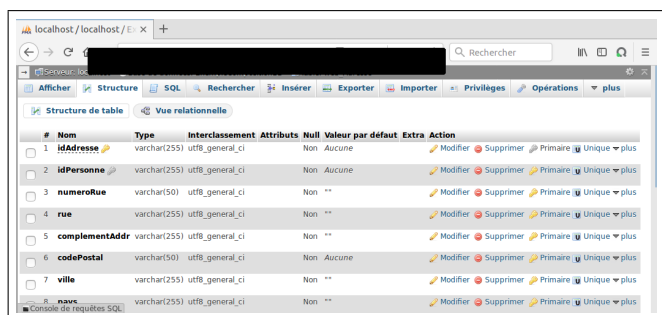 localhost / localhost / Ex
Rechercher
Serveur: loc
Afficher Structure SQL Rechercher Insérer Exporter Importer Privilèges Opérations plus
Structure de table Vue relationnelle
# Nom Type Interclassement Attributs Null Valeur par défaut Extra Action
1 idAdresse varchar(255) utf8_general_ci Non Aucune Modifier Supprimer Primaire Unique plus
2 idPersonne varchar(255) utf8_general_ci Non Aucune Modifier Supprimer Primaire Unique plus
3 numeroRue varchar(50) utf8_general_ci Non "" Modifier Supprimer Primaire Unique plus
4 rue varchar(255) utf8_general_ci Non "" Modifier Supprimer Primaire Unique plus
5 complementAddr varchar(255) utf8_general_ci Non "" Modifier Supprimer Primaire Unique plus
6 codePostal varchar(50) utf8_general_ci Non Aucune Modifier Supprimer Primaire Unique plus
7 ville varchar(255) utf8_general_ci Non "" Modifier Supprimer Primaire Unique plus
8 pays varchar(255) utf8_general_ci Non "" Modifier Supprimer Primaire Unique plus
Console de requêtes SQL